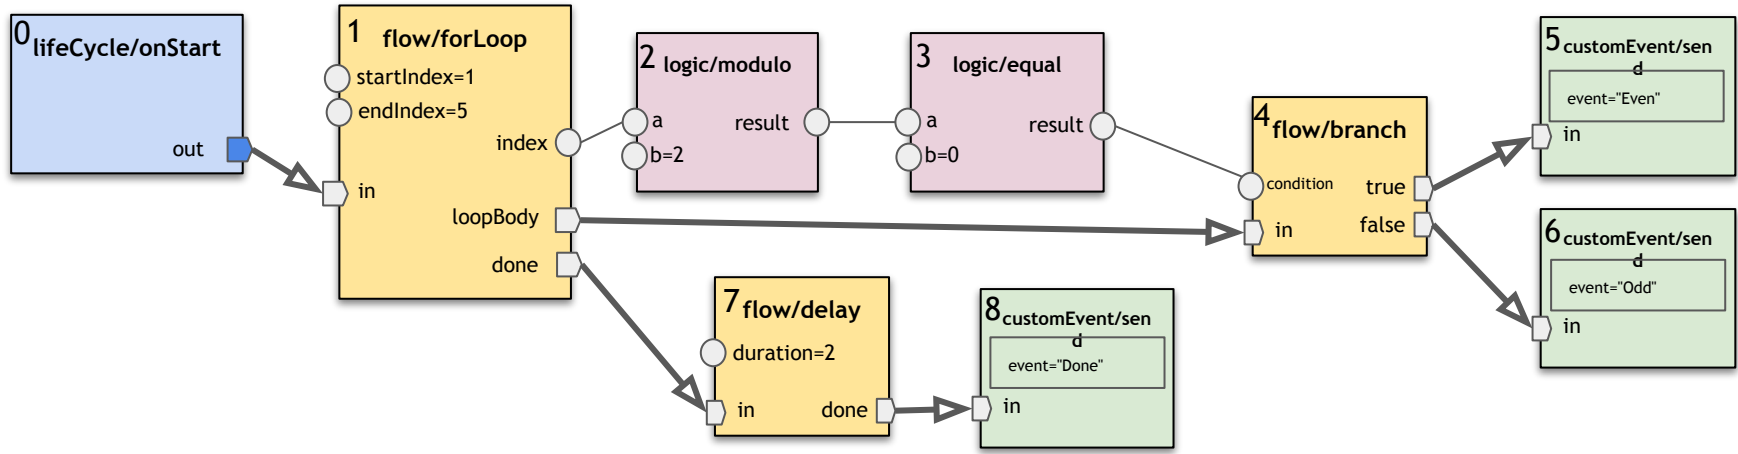 0 lifeCycle/onStart
out
1 flow/forLoop
startIndex=1
endIndex=5
index
in
loopBody
done
2 logic/modulo
a
result
b=2
3 logic/equal
a
result
b=0
4 flow/branch
condition
true
in
false
5 customEvent/sen
d
event="Even"
in
6 customEvent/sen
d
event="Odd"
in
7 flow/delay
duration=2
in
done
8 customEvent/sen
d
event="Done"
in